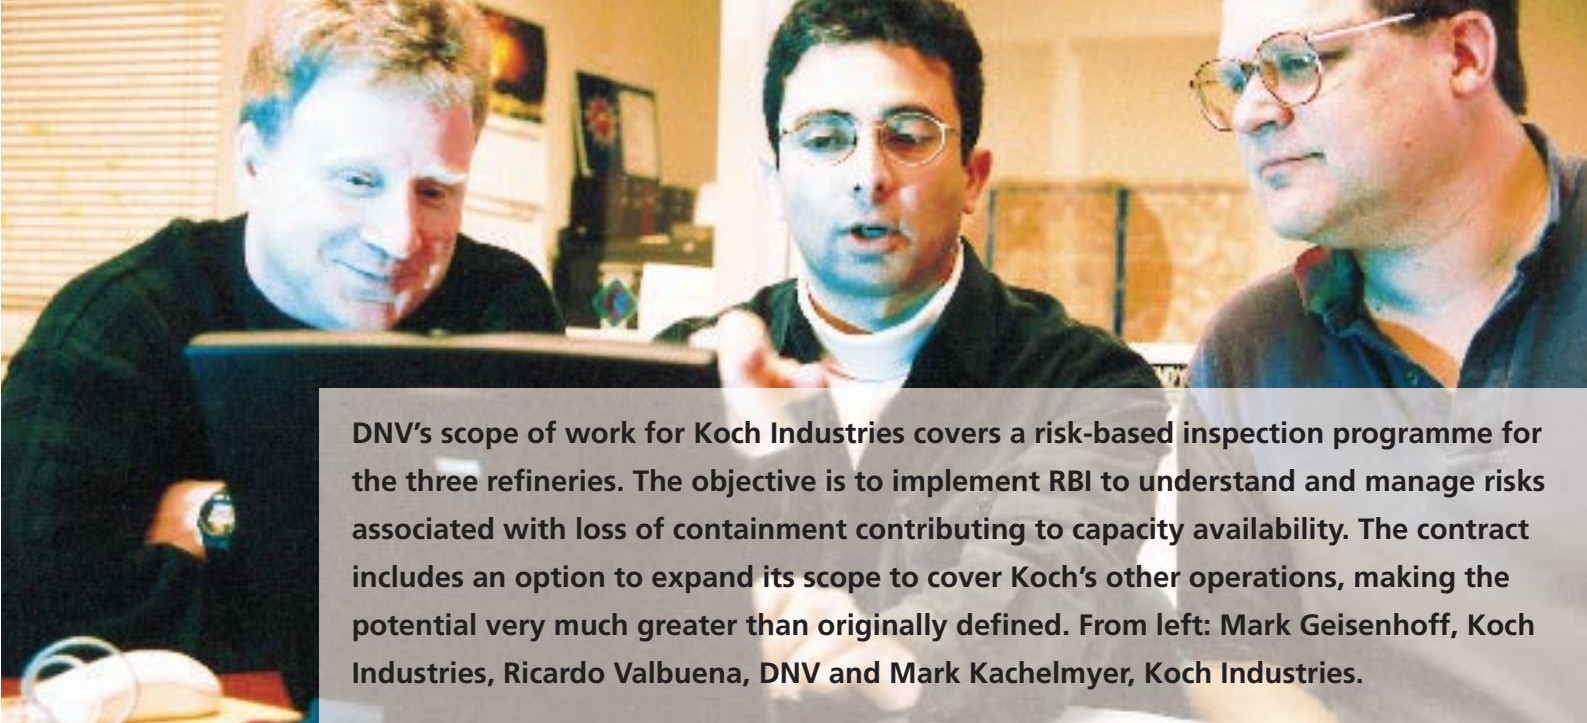 DNV’s scope of work for Koch Industries covers a risk-based inspection programme for
the three refineries. The objective is to implement RBI to understand and manage risks
associated with loss of containment contributing to capacity availability. The contract
includes an option to expand its scope to cover Koch’s other operations, making the
potential very much greater than originally defined. From left: Mark Geisenhoff, Koch
Industries, Ricardo Valbuena, DNV and Mark Kachelmyer, Koch Industries.